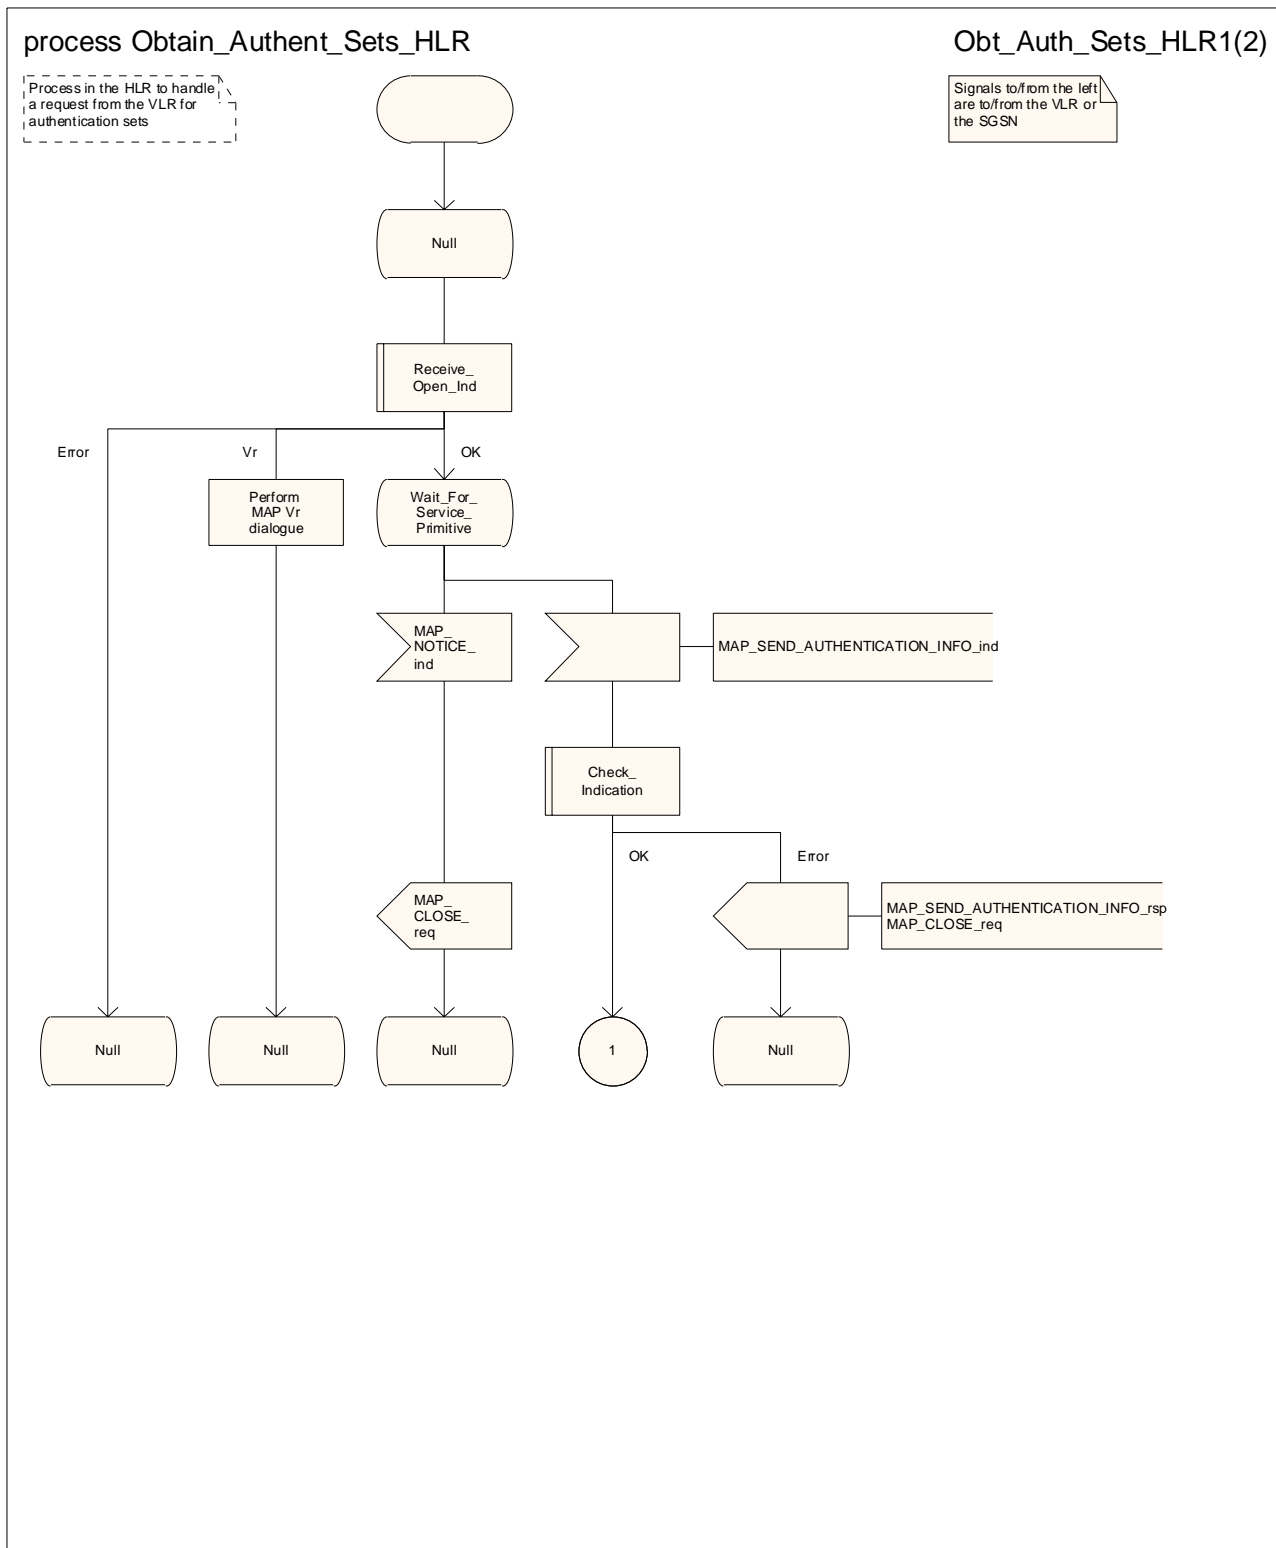 process Obtain_Authent_Sets_HLR
Obt_Auth_Sets_HLR1(2)
Process in the HLR to handle
a request from the VLR for
authentication sets
Signals to/from the left
are to/from the VLR or
the SGSN
Null
Receive_
Open_Ind
Error
Vr
OK
Perform
MAP Vr
dialogue
Wait_For_
Service_
Primitive
MAP_
NOTICE_
ind
MAP_SEND_AUTHENTICATION_INFO_ind
Check_
Indication
OK
Error
MAP_
CLOSE_
req
MAP_SEND_AUTHENTICATION_INFO_rsp
MAP_CLOSE_req
Null
Null
Null
1
Null